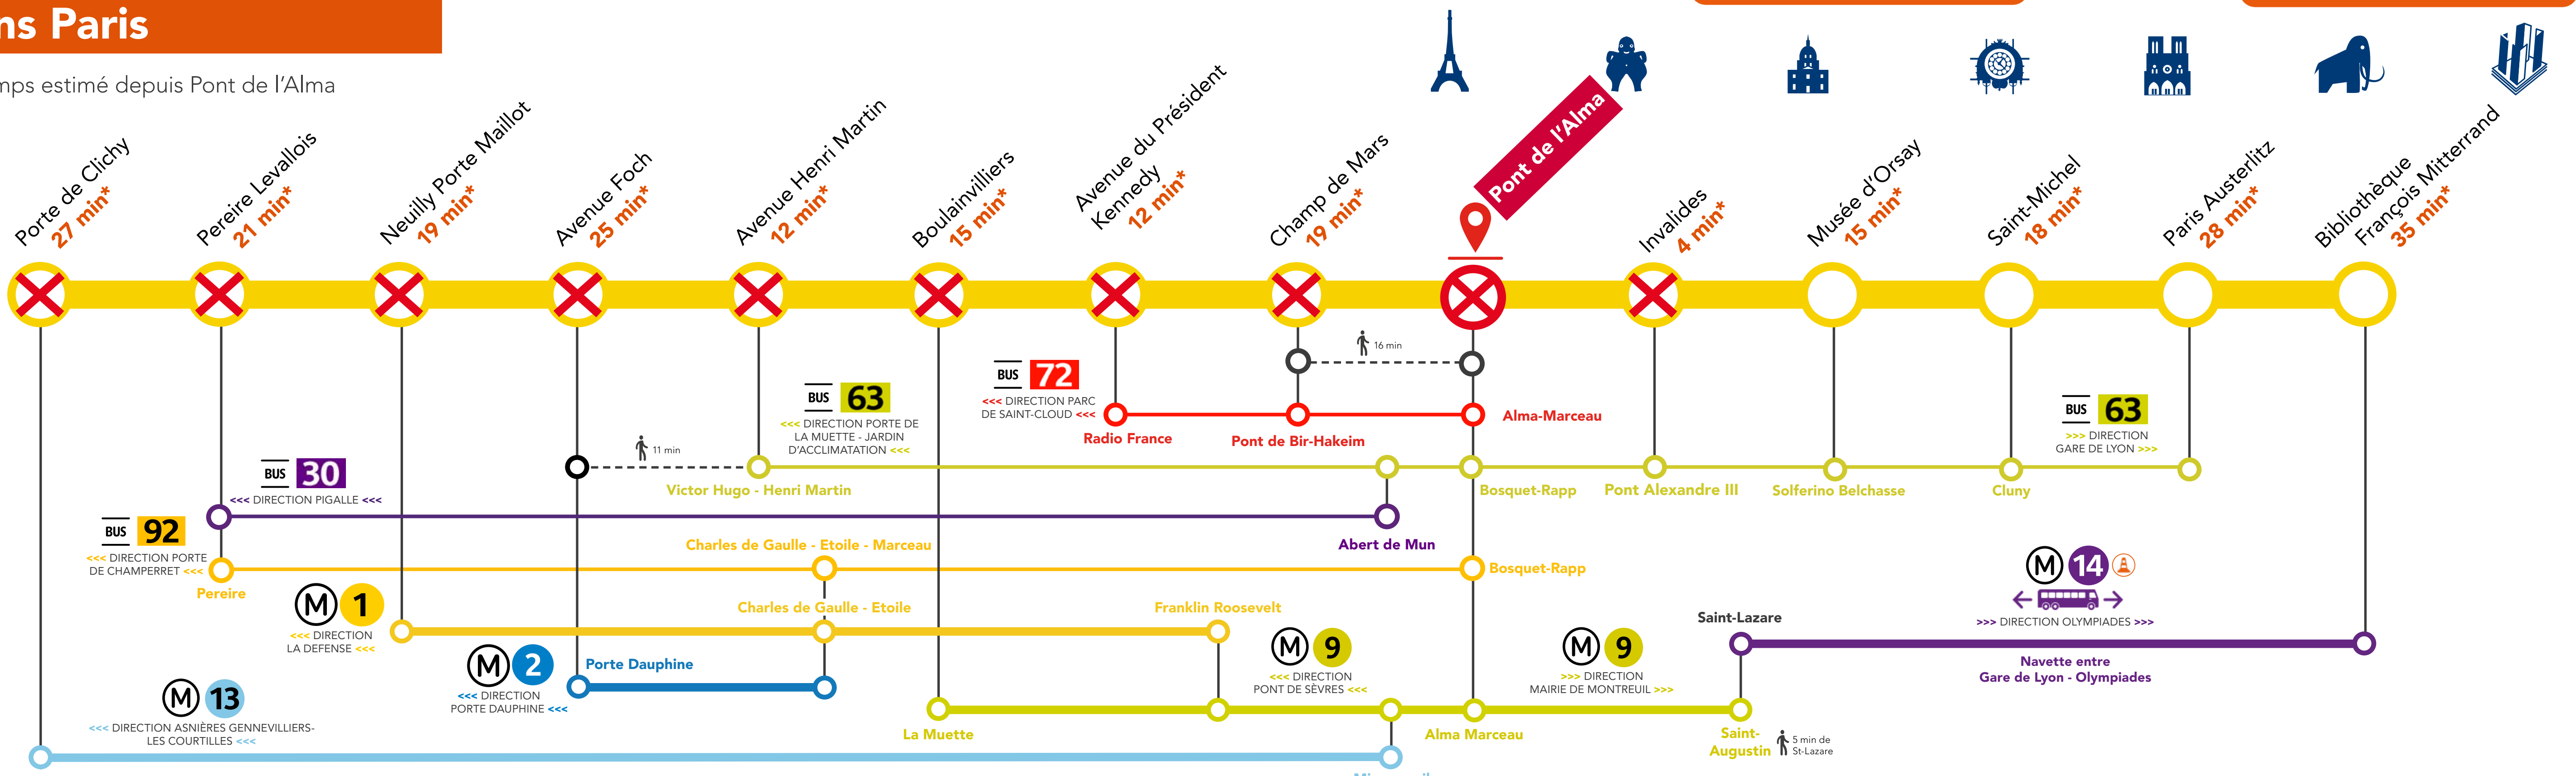 ns Paris
mps estimé depuis Pont de l'Alma
Porte de Clichy
27 min*
Pereire Levallois
21 min*
Neuilly Porte Maillot
19 min*
Avenue Foch
25 min*
Avenue Henri Martin
12 min*
Boulainvilliers
15 min*
Avenue du Président
Kennedy
12 min*
Champ de Mars
19 min*
Pont de l'Alma
Invalides
4 min*
Musée d'Orsay
15 min*
Saint-Michel
18 min*
Paris Austerlitz
28 min*
Bibliothèque
François Mitterrand
35 min*
16 min
BUS 72
<<< DIRECTION PARC
DE SAINT-CLOUD <<<
Radio France
Pont de Bir-Hakeim
Alma-Marceau
BUS 63
<<< DIRECTION PORTE DE
LA MUETTE - JARDIN
D'ACCLIMATATION <<<
BUS 63
>>> DIRECTION
GARE DE LYON >>>
11 min
Victor Hugo - Henri Martin
Bosquet-Rapp
Pont Alexandre III
Solferino Belchasse
Cluny
BUS 30
<<< DIRECTION PIGALLE <<<
Abert de Mun
BUS 92
<<< DIRECTION PORTE
DE CHAMPERRET <<<
Pereire
Charles de Gaulle - Etoile - Marceau
Bosquet-Rapp
M 1
<<< DIRECTION
LA DEFENSE <<<
Charles de Gaulle - Etoile
Franklin Roosevelt
M 2
<<< DIRECTION
PORTE DAUPHINE <<<
Porte Dauphine
M 9
<<< DIRECTION
PONT DE SÈVRES <<<
M 9
>>> DIRECTION
MAIRIE DE MONTREUIL >>>
Saint-Lazare
M 14
>>> DIRECTION OLYMPIADES >>>
Navette entre
Gare de Lyon - Olympiades
M 13
<<< DIRECTION ASNIÈRES GENNEVILLIERS-
LES COURTILLES <<<
La Muette
Alma Marceau
Saint-
Augustin
5 min de
St-Lazare